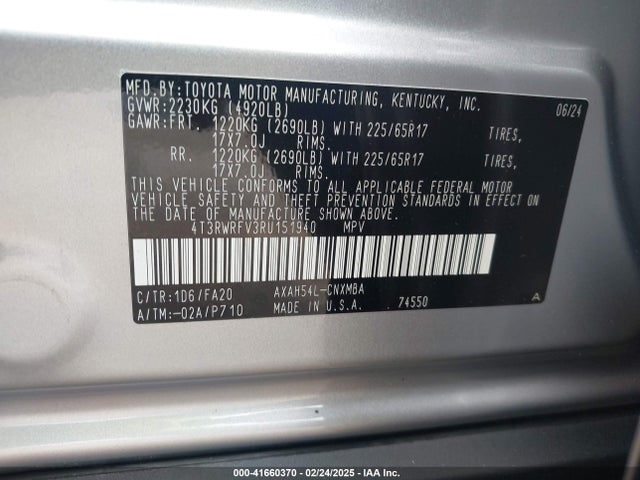 MFD.BY:TOYOTA MOTOR MANUFACTURING, KENTUCKY, INC.
GVWR:2230KG (4920LB) 06/24
GAWR:FRT. 1220KG (2690LB) WITH 225/65R17 TIRES,
17X7.0J RIMS.
RR. 1220KG (2690LB) WITH 225/65R17 TIRES,
17X7.0J RIMS.
THIS VEHICLE CONFORMS TO ALL APPLICABLE FEDERAL MOTOR
VEHICLE SAFETY AND THEFT PREVENTION STANDARDS IN EFFECT ON
THE DATE OF MANUFACTURE SHOWN ABOVE.
4T3RWRFV3RU151940 MPV
C/TR:1D6/FA20 AXAH54L-CNXMBA
A/TM:-02A/P710 MADE IN U.S.A. 74550 A
000-41660370 - 02/24/2025 - IAA Inc.